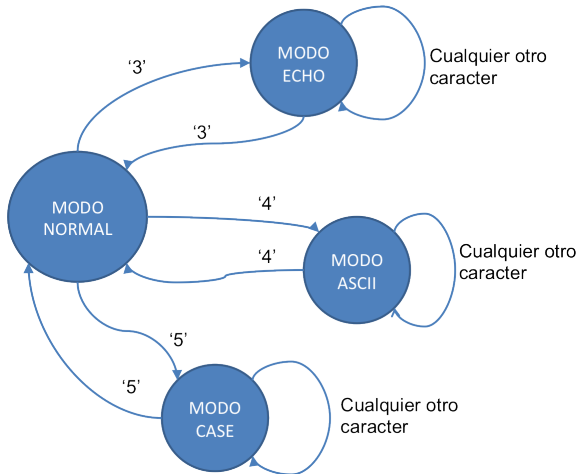 MODO
ECHO
Cualquier otro
caracter
‘3’
‘3’
MODO
NORMAL
‘4’
‘4’
MODO
ASCII
Cualquier otro
caracter
‘5’
‘5’
MODO
CASE
Cualquier otro
caracter